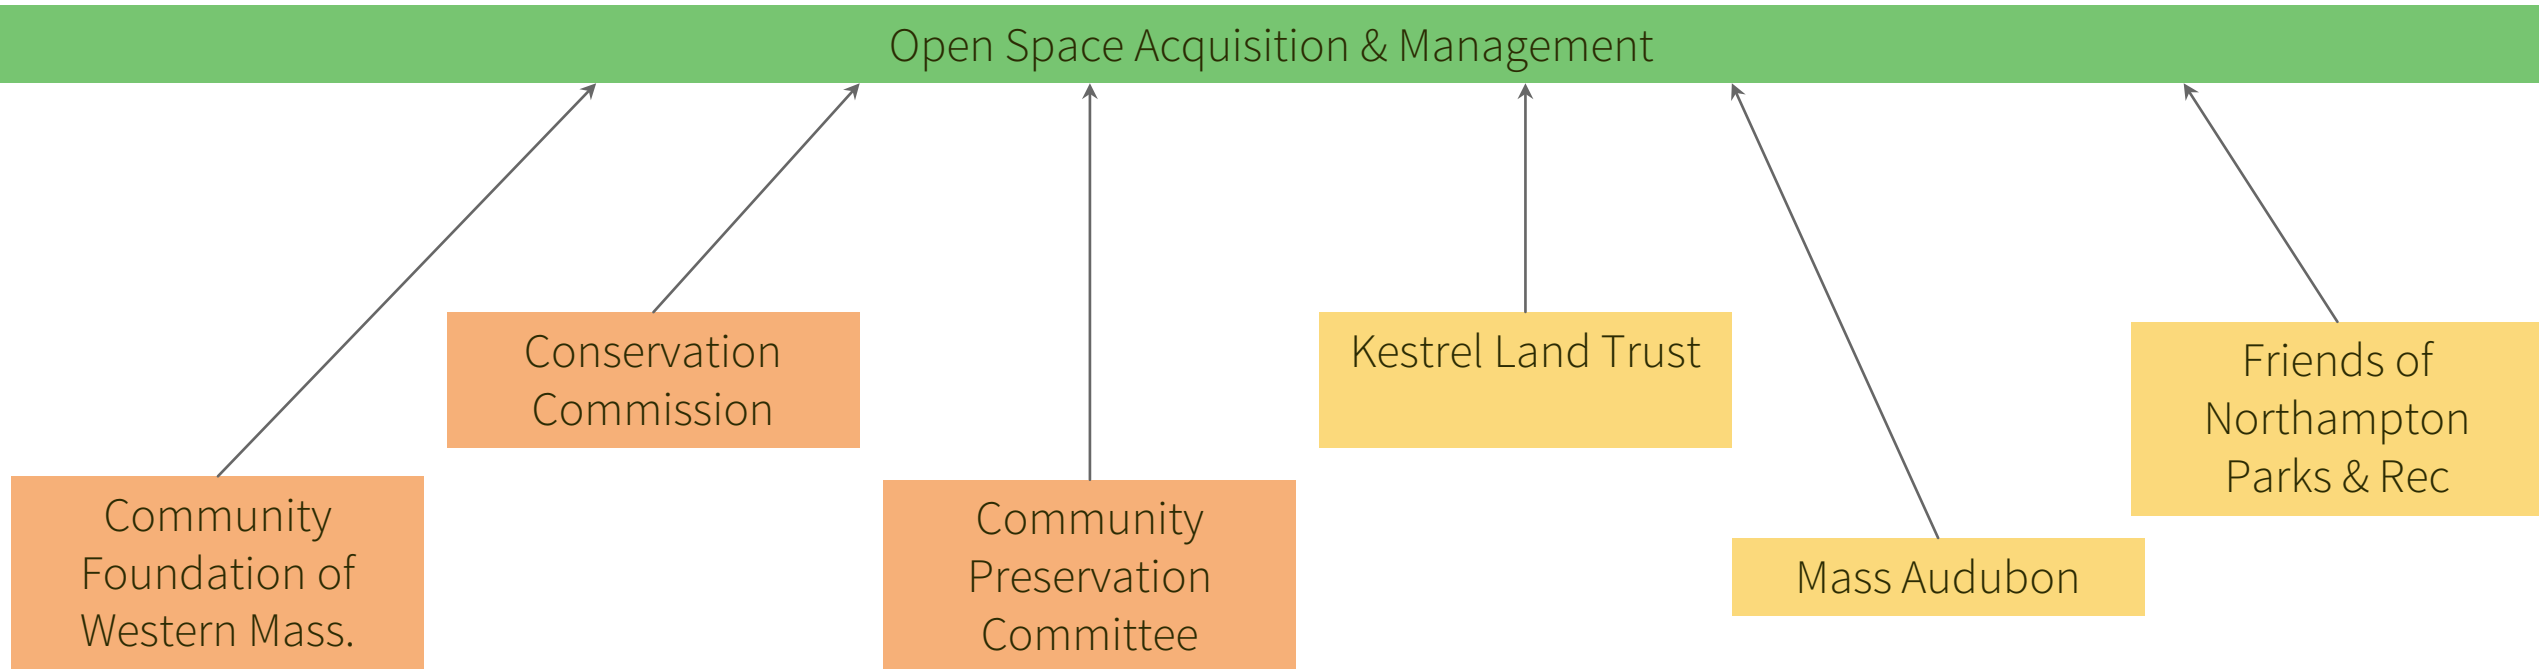 Open Space Acquisition & Management
Conservation
Commission
Kestrel Land Trust
Friends of
Northampton
Parks & Rec
Community
Foundation of
Western Mass.
Community
Preservation
Committee
Mass Audubon